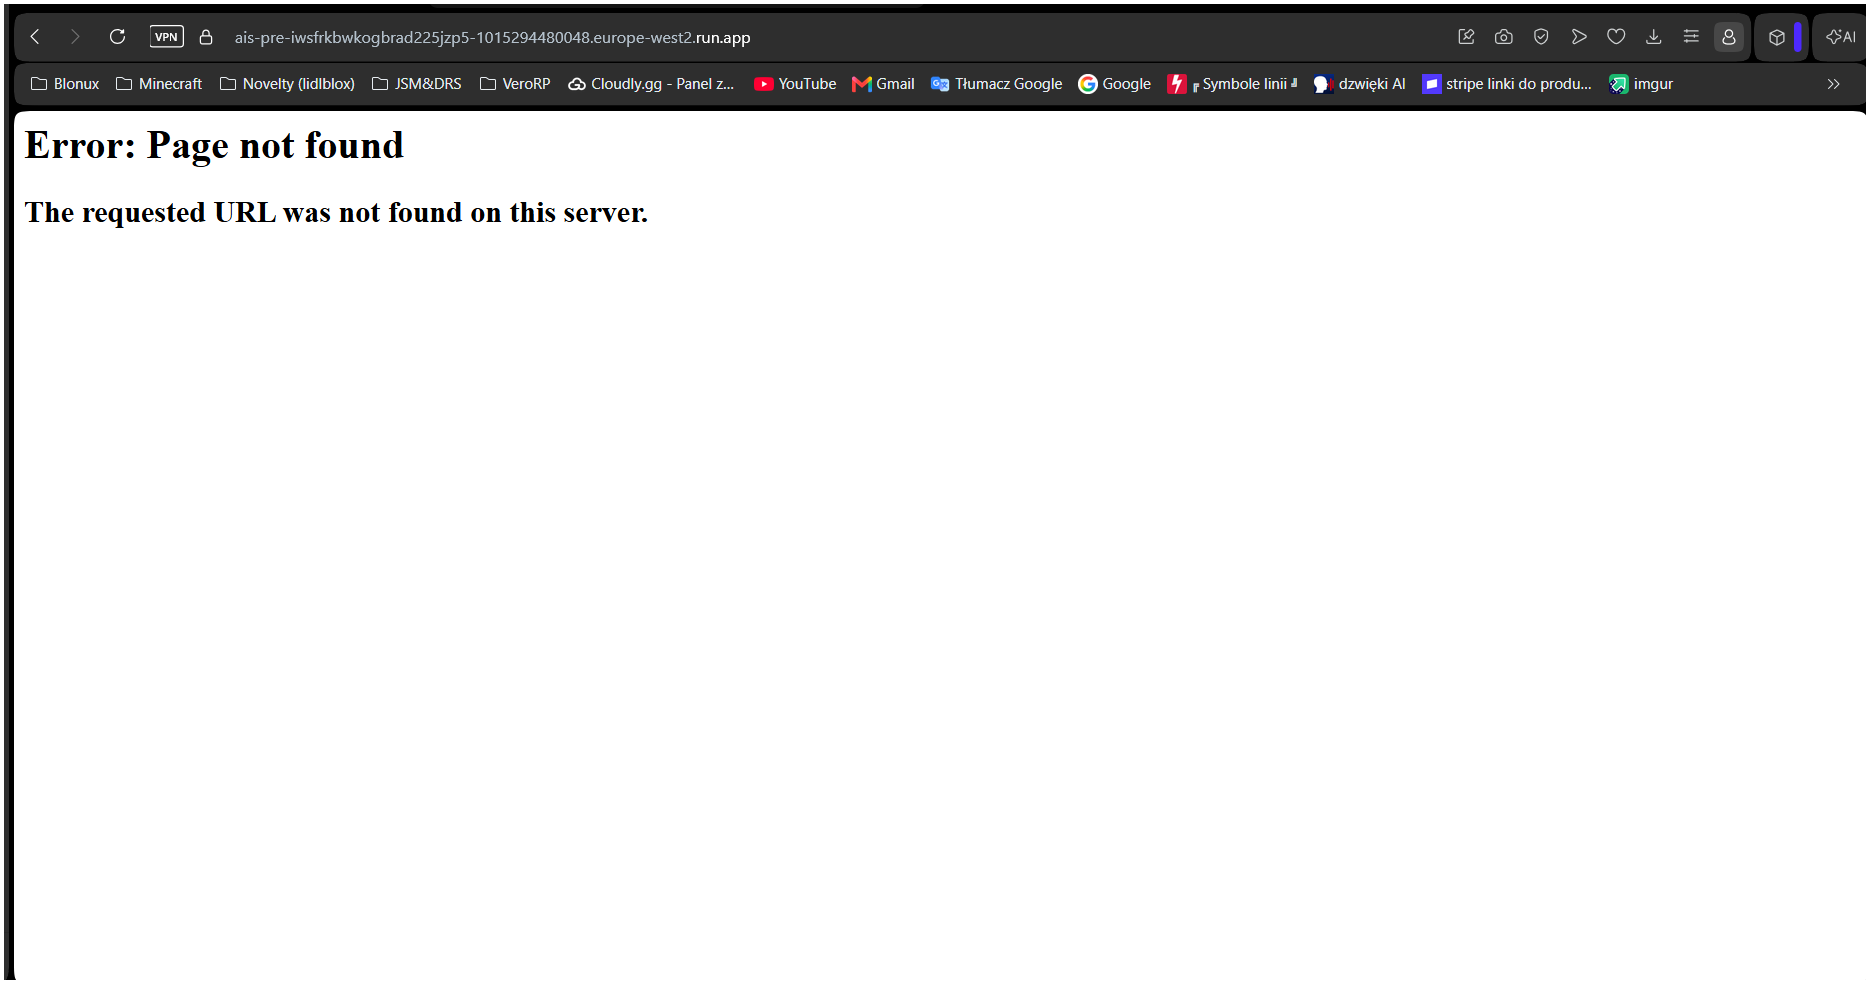 VPN ais-pre-iwsfrkbwkogbrad225jzp5-1015294480048.europe-west2.run.app AI
Blonux Minecraft Novelty (lidlblox) JSM&DRS VeroRP Cloudly.gg - Panel z... YouTube Gmail Tłumacz Google Google ╔ Symbole linii ╝ dzwięki AI stripe linki do produ... imgur
Error: Page not found
The requested URL was not found on this server.